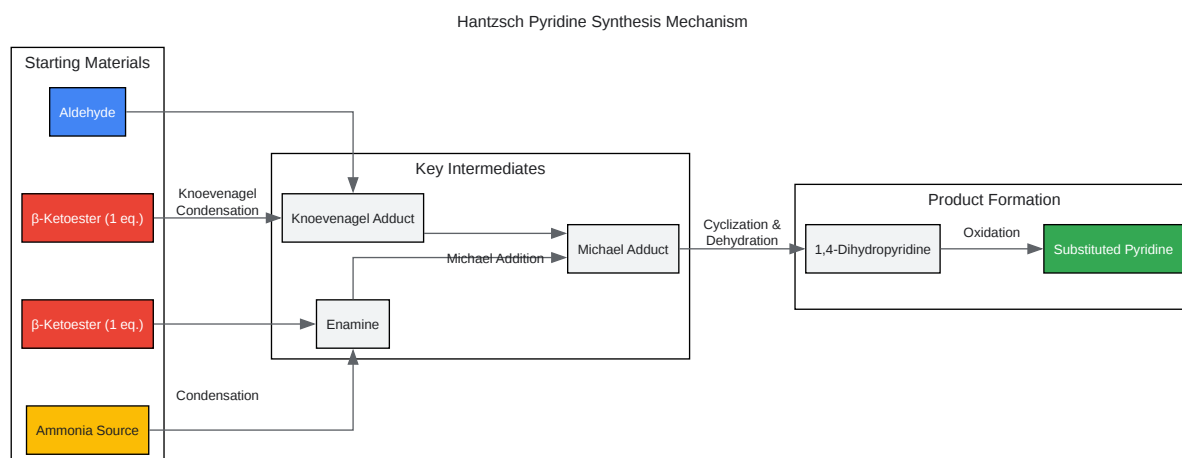 Hantzsch Pyridine Synthesis Mechanism
Starting Materials
Aldehyde
β-Ketoester (1 eq.)
β-Ketoester (1 eq.)
Ammonia Source
Knoevenagel
Condensation
Condensation
Key Intermediates
Knoevenagel Adduct
Michael Addition
Enamine
Michael Adduct
Cyclization &
Dehydration
Product Formation
1,4-Dihydropyridine
Oxidation
Substituted Pyridine